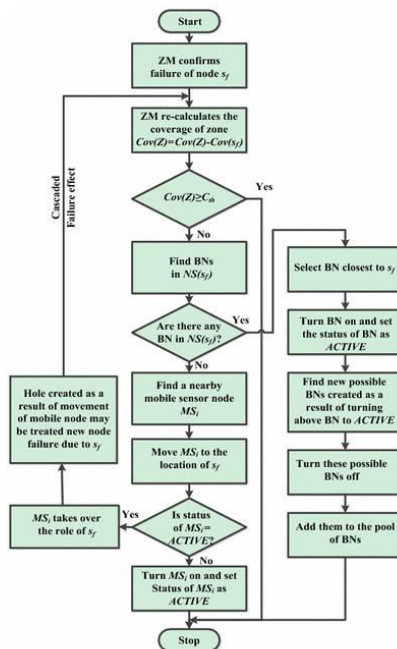 Start
ZM confirms
failure of node sf
ZM re-calculates the
coverage of zone
Cov(Z)=Cov(Z)-Cov(sf)
Cov(Z)≥Cth
Yes
No
Find BNs
in NS(sf)
Are there any
BN in NS(sf)?
Yes
No
Find a nearby
mobile sensor node
MSi
Move MSi to the
location of sf
Is status
of MSi=
ACTIVE?
Yes
No
Turn MSi on and set
Status of MSi as
ACTIVE
Stop
MSi takes over
the role of sf
Hole created as a
result of movement
of mobile node may
be treated new node
failure due to sf
Cascaded
Failure effect
Select BN closest to sf
Turn BN on and set
the status of BN as
ACTIVE
Find new possible
BNs created as a
result of turning
above BN to ACTIVE
Turn these possible
BNs off
Add them to the pool
of BNs